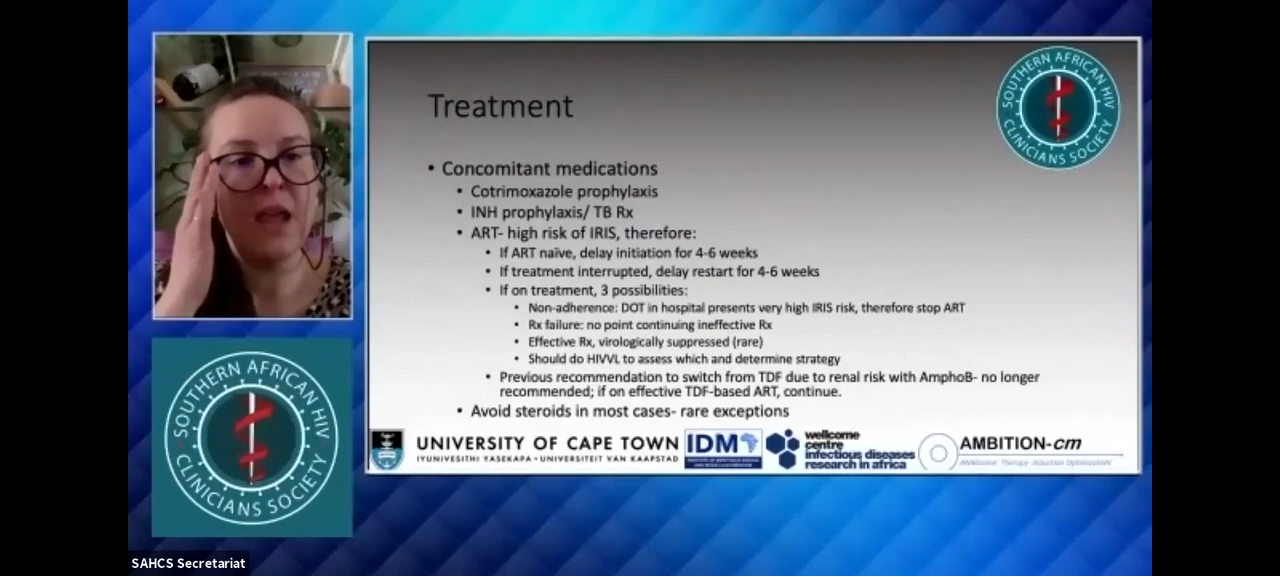 Treatment
• Concomitant medications
• Cotrimoxazole prophylaxis
• INH prophylaxis/ TB Rx
• ART- high risk of IRIS, therefore:
• If ART naïve, delay initiation for 4-6 weeks
• If treatment interrupted, delay restart for 4-6 weeks
• If on treatment, 3 possibilities:
• Non-adherence: DOT in hospital presents very high IRIS risk, therefore stop ART
• Rx failure: no point continuing ineffective Rx
• Effective Rx, virologically suppressed (rare)
• Should do HIVVL to assess which and determine strategy
• Previous recommendation to switch from TDF due to renal risk with AmphoB- no longer
recommended; if on effective TDF-based ART, continue.
• Avoid steroids in most cases- rare exceptions
SOUTHERN AFRICAN HIV
CLINICIANS SOCIETY
UNIVERSITY OF CAPE TOWN
IYUNIVESITHI YASEKAPA • UNIVERSITEIT VAN KAAPSTAD
IDM
wellcome
centre
infectious diseases
research in africa
AMBITION-cm
SOUTHERN AFRICAN HIV
CLINICIANS SOCIETY
SAHCS Secretariat